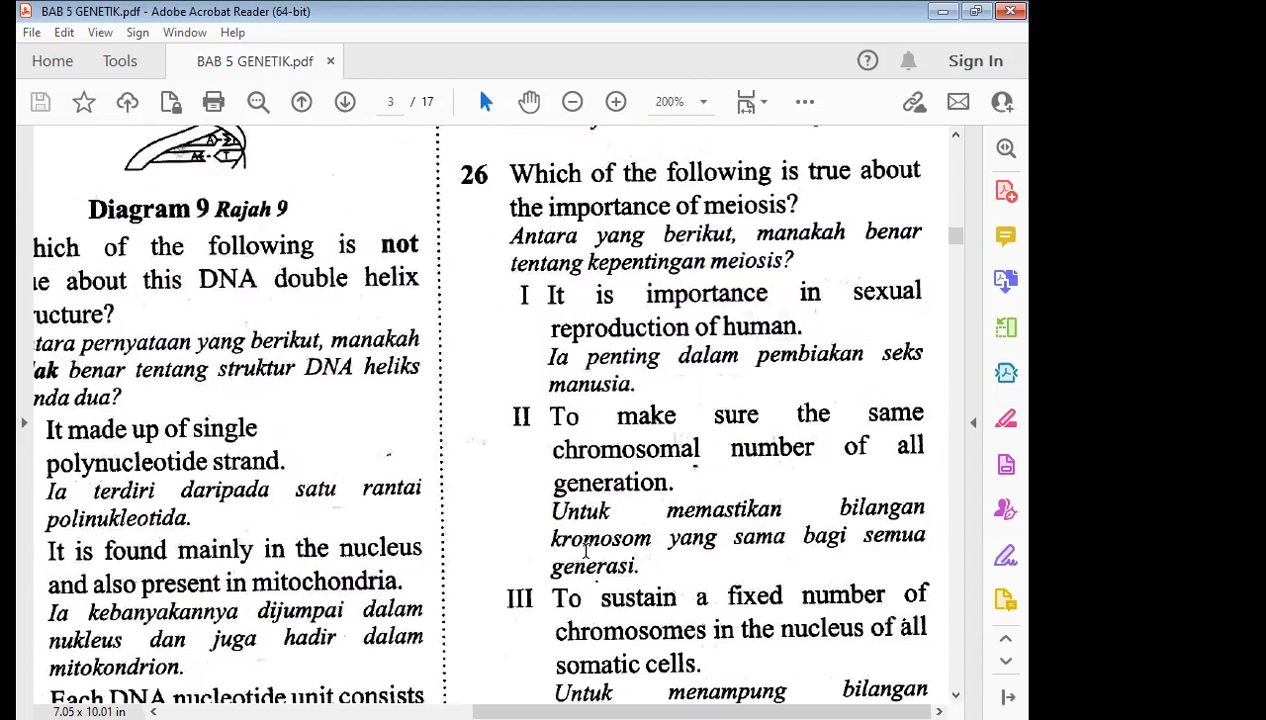 BAB 5 GENETIK.pdf - Adobe Acrobat Reader (64-bit)
File Edit View Sign Window Help
Home Tools BAB 5 GENETIK.pdf × Sign In
3 / 17 200%
Diagram 9 Rajah 9
hich of the following is not
ue about this DNA double helix
ructure?
tara pernyataan yang berikut, manakah
dak benar tentang struktur DNA heliks
nda dua?
It made up of single
polynucleotide strand.
Ia terdiri daripada satu rantai
polinukleotida.
It is found mainly in the nucleus
and also present in mitochondria.
Ia kebanyakannya dijumpai dalam
nukleus dan juga hadir dalam
mitokondrion.
Each DNA nucleotide unit consists
26 Which of the following is true about
the importance of meiosis?
Antara yang berikut, manakah benar
tentang kepentingan meiosis?
I It is importance in sexual
reproduction of human.
Ia penting dalam pembiakan seks
manusia.
II To make sure the same
chromosomal number of all
generation.
Untuk memastikan bilangan
kromosom yang sama bagi semua
generasi.
III To sustain a fixed number of
chromosomes in the nucleus of all
somatic cells.
Untuk menampung bilangan
7.05 x 10.01 in